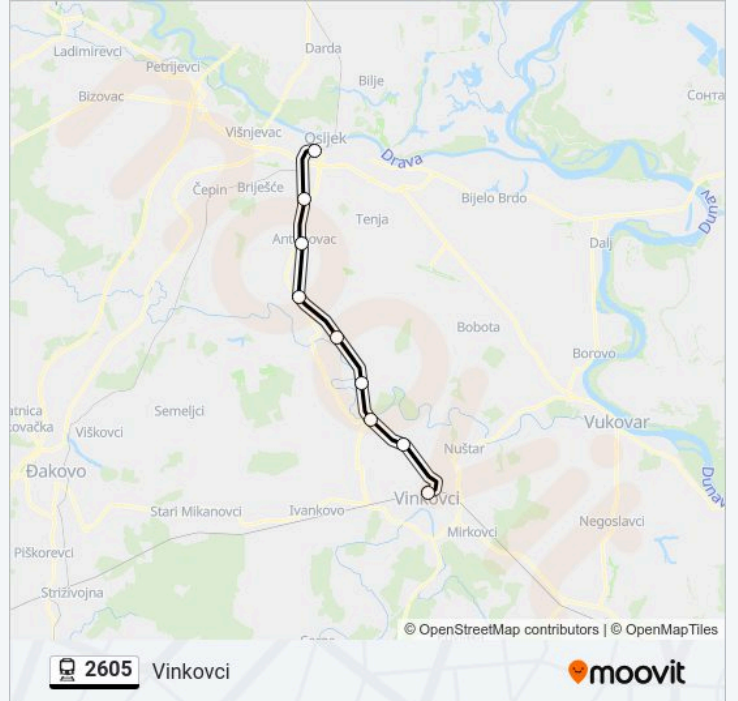 Ladimirevci
Darda
Petrijevci
Bilje
Bizovac
Сонта
Višnjevac
Osijek
Drava
Čepin
Briješće
Bijelo Brdo
Dunav
Tenja
Dalj
Bobota
Borovo
Semeljci
Vukovar
Viškovci
Nuštar
Đakovo
Dunav
Vinkovci
Stari Mikanovci
Ivankovo
Negoslavci
Mirkovci
Piškorevci
Strizivojna
© OpenStreetMap contributors | © OpenMapTiles
2605 Vinkovci
moovit